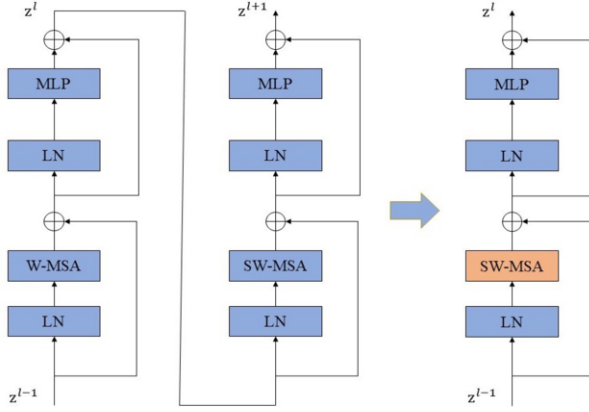 z^l z^{l+1} z^l
MLP MLP MLP
LN LN LN
W-MSA SW-MSA SW-MSA
LN LN LN
z^{l-1} z^{l-1}